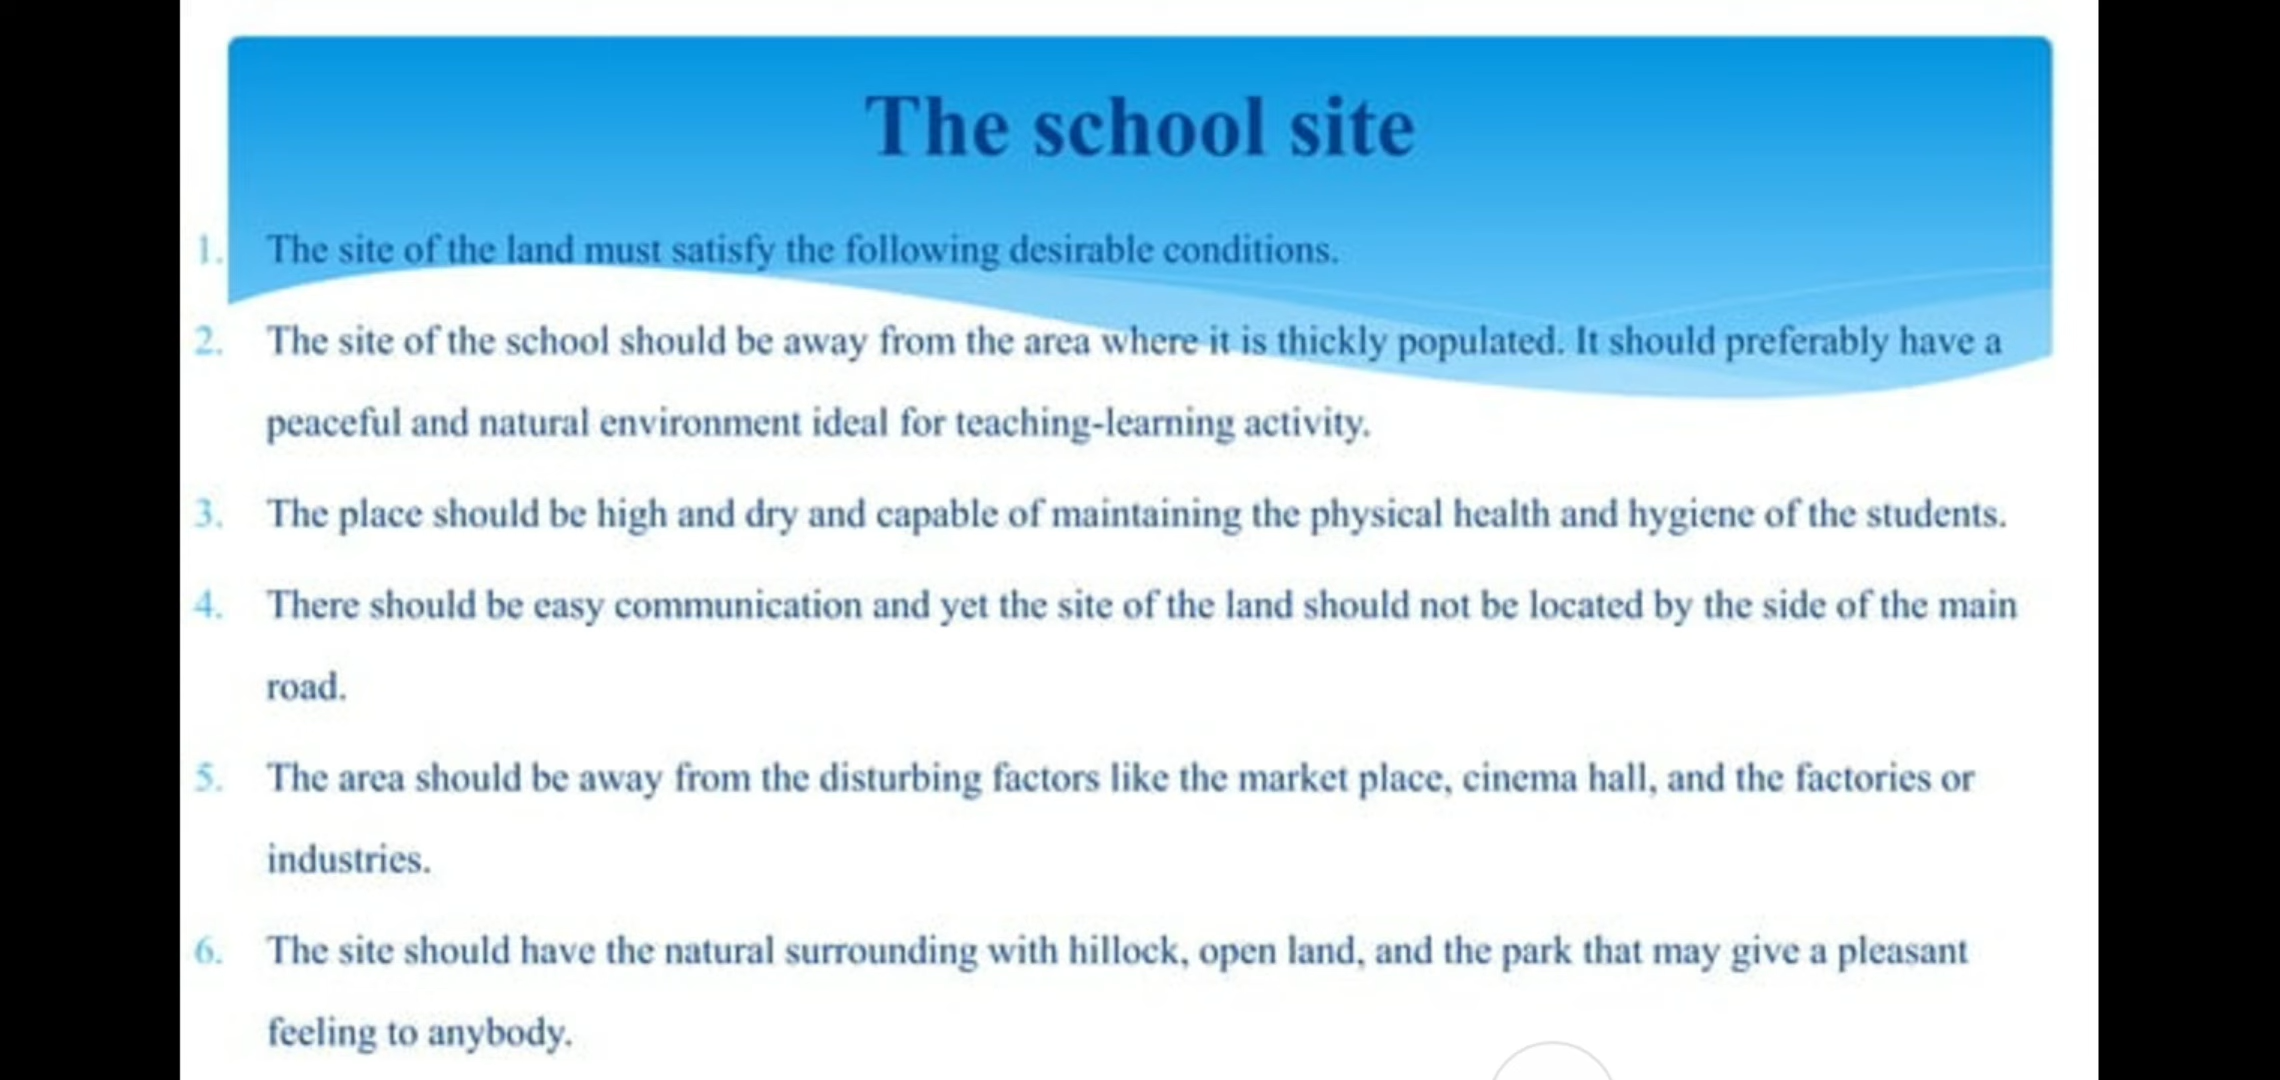 The school site
1. The site of the land must satisfy the following desirable conditions.
2. The site of the school should be away from the area where it is thickly populated. It should preferably have a
peaceful and natural environment ideal for teaching-learning activity.
3. The place should be high and dry and capable of maintaining the physical health and hygiene of the students.
4. There should be easy communication and yet the site of the land should not be located by the side of the main
road.
5. The area should be away from the disturbing factors like the market place, cinema hall, and the factories or
industries.
6. The site should have the natural surrounding with hillock, open land, and the park that may give a pleasant
feeling to anybody.